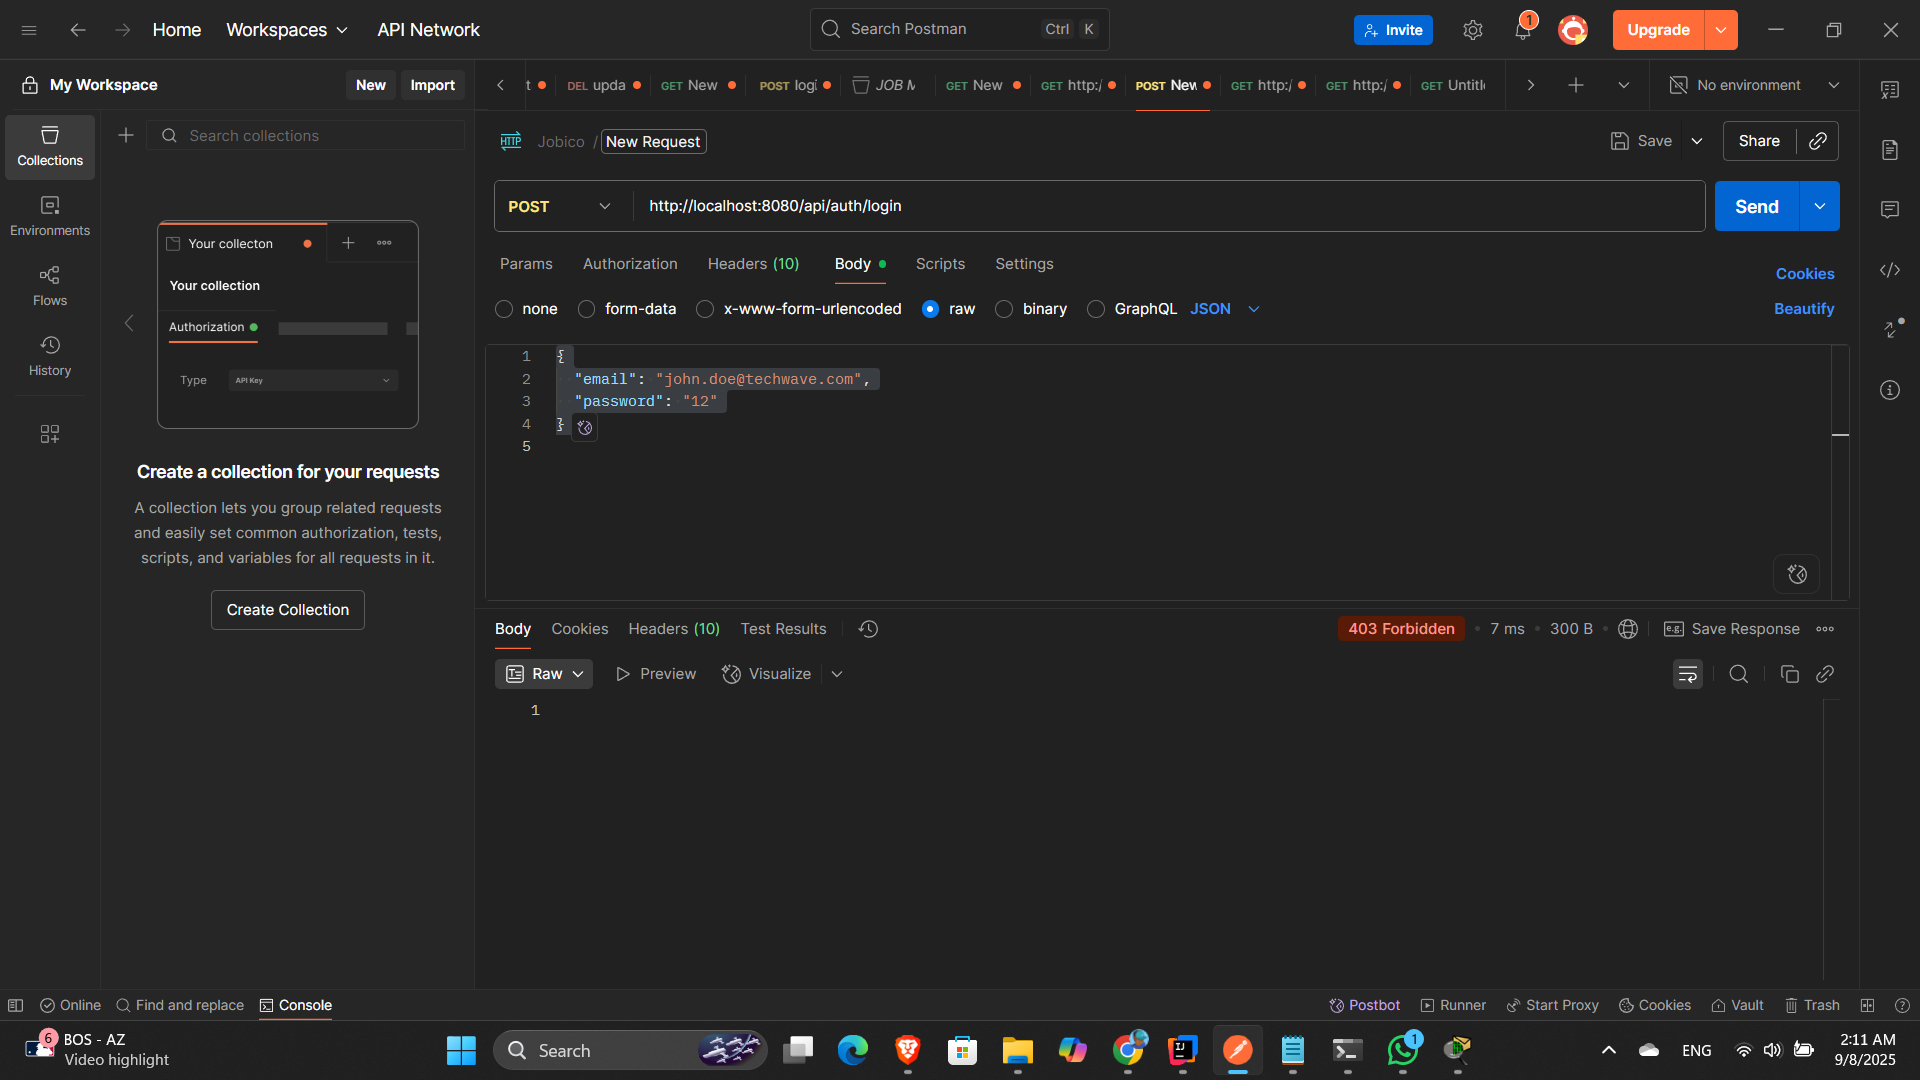 Home
Workspaces
API Network
Search Postman
Ctrl K
Invite
1
Upgrade
My Workspace
New
Import
t
DEL upda
GET New
POST logi
JOB M
GET New
GET http:/
POST New
GET http:/
GET http:/
GET Untitle
No environment
Collections
Search collections
HTTP
Jobico / New Request
Save
Share
Environments
POST
http://localhost:8080/api/auth/login
Send
Your collecton
Your collection
Params
Authorization
Headers (10)
Body
Scripts
Settings
Cookies
Flows
none
form-data
x-www-form-urlencoded
raw
binary
GraphQL
JSON
Beautify
Authorization
Type
API Key
History
1 {
2 "email": "john.doe@techwave.com",
3 "password": "12"
4 }
5
Create a collection for your requests
A collection lets you group related requests
and easily set common authorization, tests,
scripts, and variables for all requests in it.
Create Collection
Body
Cookies
Headers (10)
Test Results
403 Forbidden
7 ms
300 B
e.g.
Save Response
Raw
Preview
Visualize
1
Online
Find and replace
Console
Postbot
Runner
Start Proxy
Cookies
Vault
Trash
6
BOS - AZ
Video highlight
Search
IJ
1
ENG
2:11 AM
9/8/2025